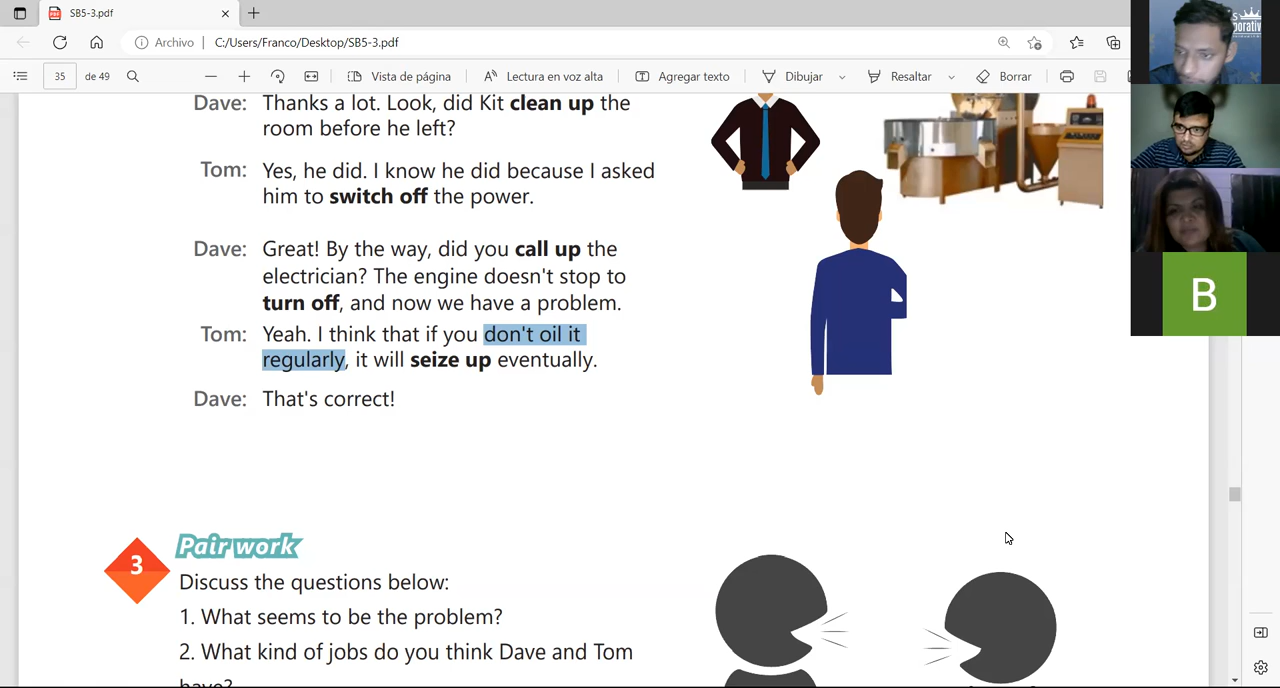 SB5-3.pdf
Archivo C:/Users/Franco/Desktop/SB5-3.pdf
35 de 49 Vista de página Lectura en voz alta Agregar texto Dibujar Resaltar Borrar
Dave: Thanks a lot. Look, did Kit clean up the
room before he left?
Tom: Yes, he did. I know he did because I asked
him to switch off the power.
Dave: Great! By the way, did you call up the
electrician? The engine doesn't stop to
turn off, and now we have a problem.
Tom: Yeah. I think that if you don't oil it
regularly, it will seize up eventually.
Dave: That's correct!
3 Pair work
Discuss the questions below:
1. What seems to be the problem?
2. What kind of jobs do you think Dave and Tom
have?
B